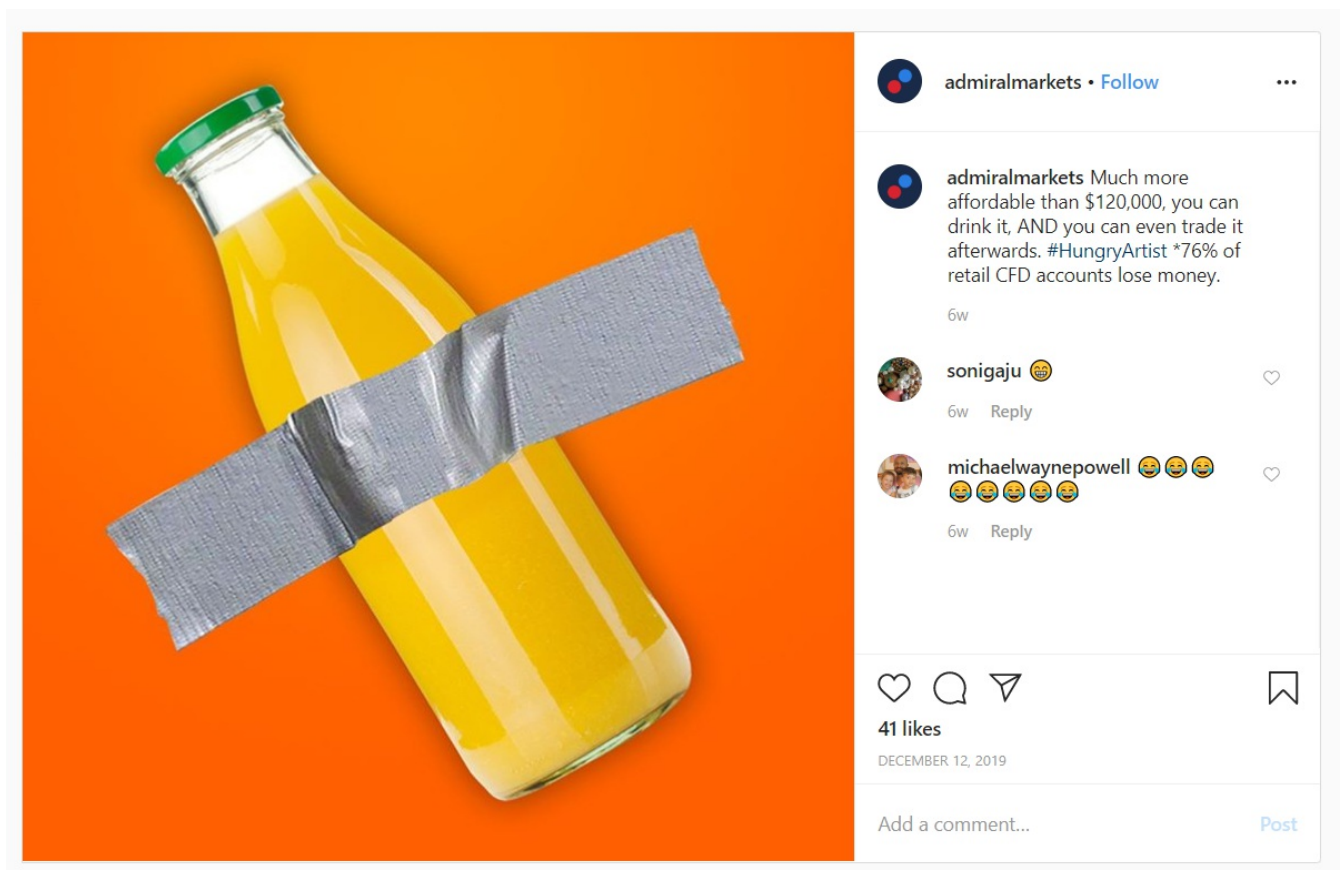 admiralmarkets • Follow
admiralmarkets Much more
affordable than $120,000, you can
drink it, AND you can even trade it
afterwards. #HungryArtist *76% of
retail CFD accounts lose money.
6w
sonigaju 😁
6w Reply
michaelwaynepowell 😂😂😂
😂😂😂😂😂
6w Reply
41 likes
DECEMBER 12, 2019
Add a comment... Post